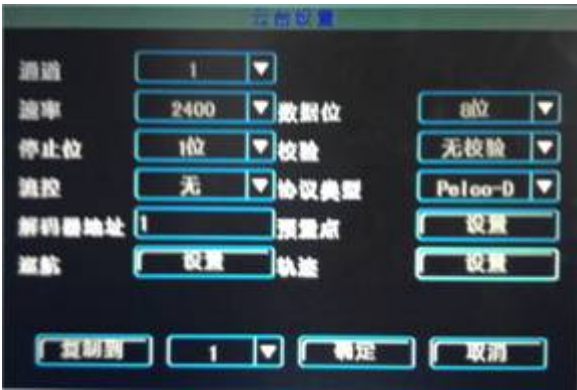 云台设置
通道 1
速率 2400 数据位 8位
停止位 1位 校验 无校验
流控 无 协议类型 Pelco-D
解码器地址 1 预置点 设置
巡航 设置 轨迹 设置
复制到 1 确定 取消